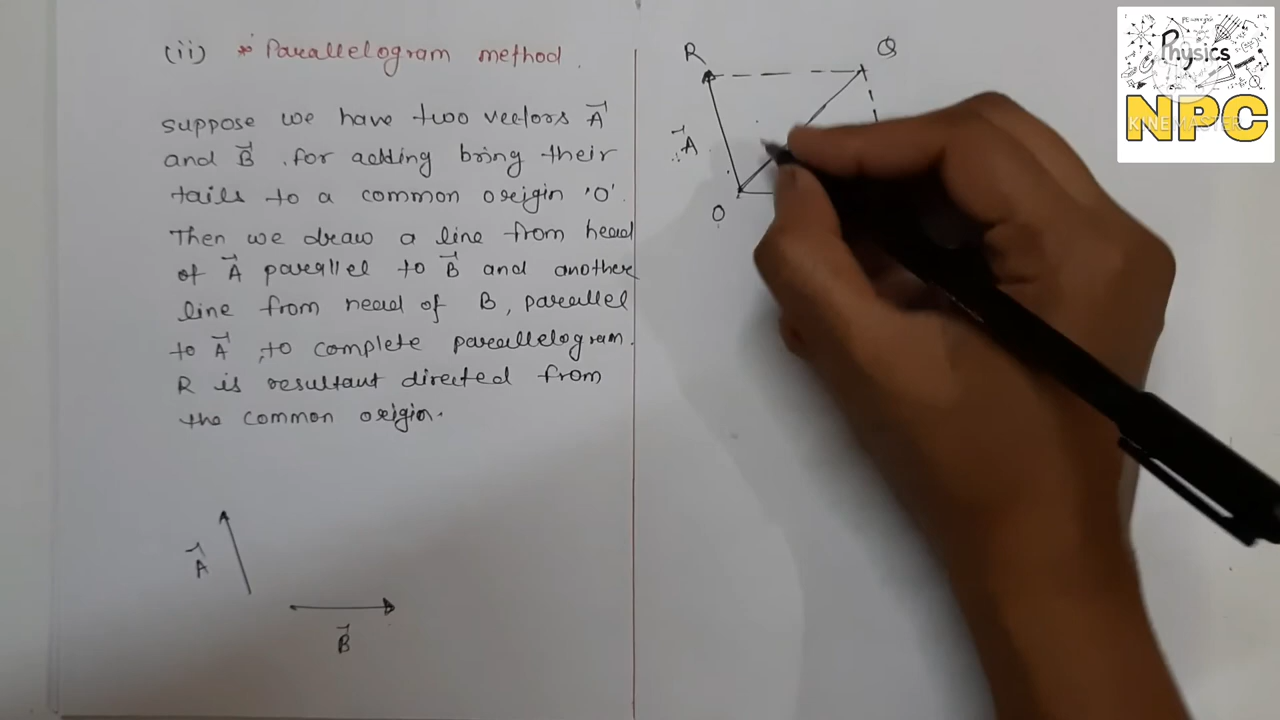 (ii) * Parallelogram method.
suppose we have two vectors A
and B. for adding bring their
tails to a common origin 'O'.
Then we draw a line from head
of A parallel to B and another
line from head of B, parallel
to A, to complete parallelogram.
R is resultant directed from
the common origin.
A
B
R
Q
A
O
Physics
NPC
KINEMASTER